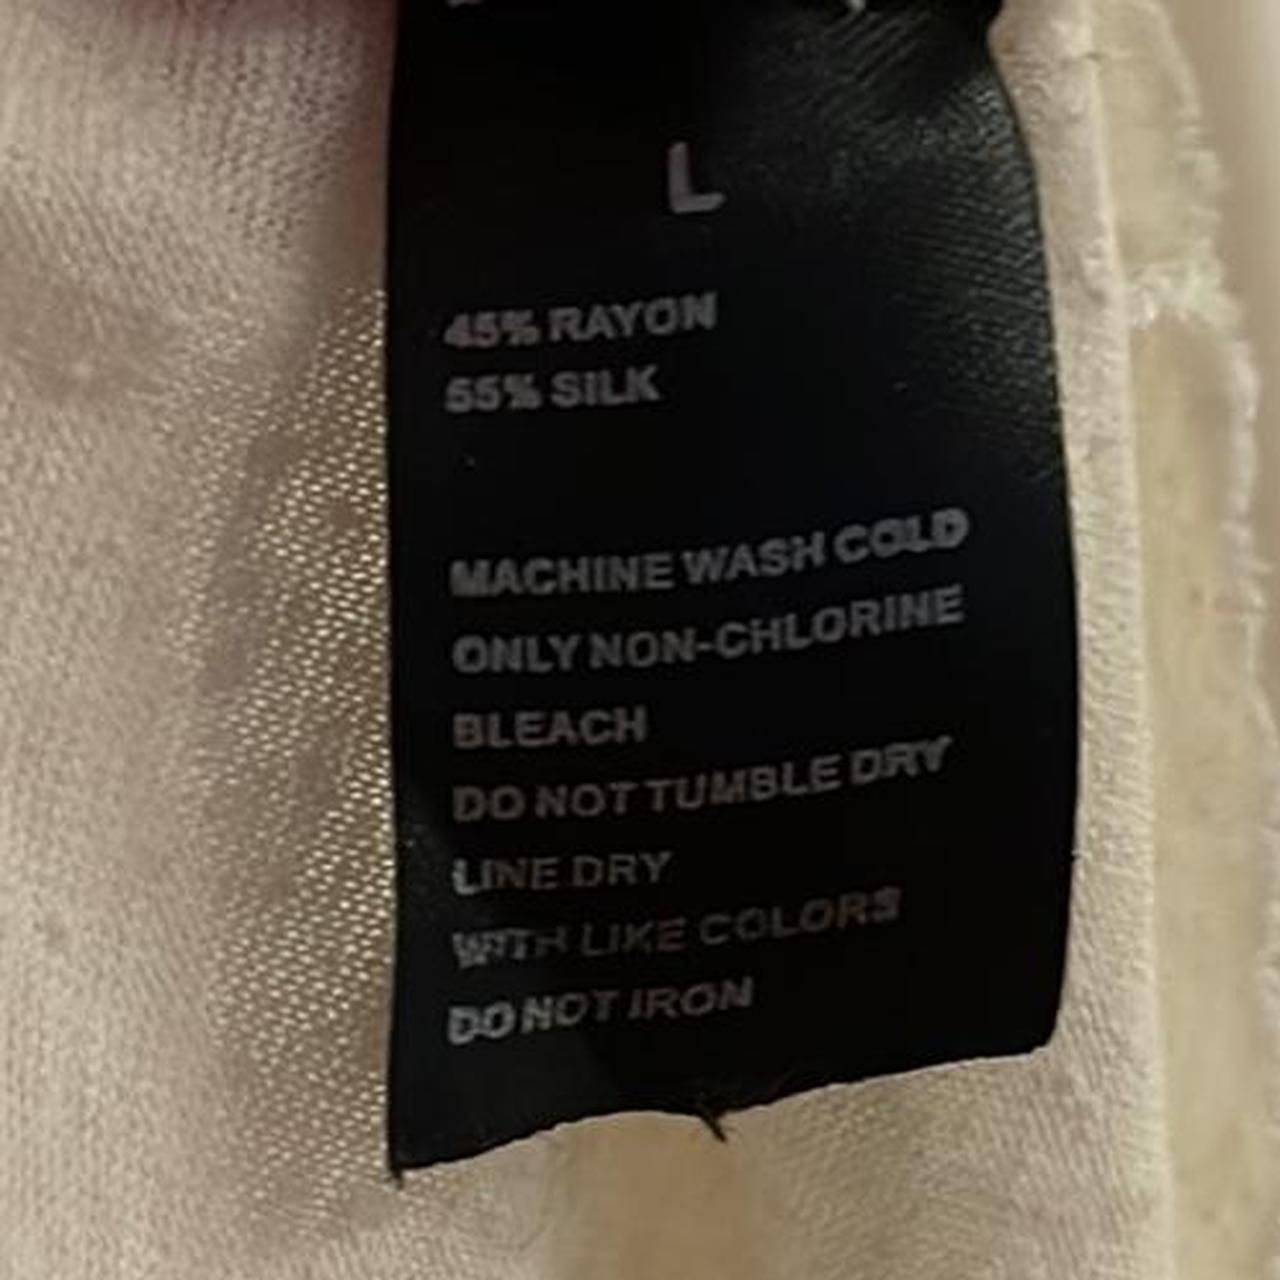 L
45% RAYON
55% SILK
MACHINE WASH COLD
ONLY NON-CHLORINE
BLEACH
DO NOT TUMBLE DRY
LINE DRY
WITH LIKE COLORS
DO NOT IRON